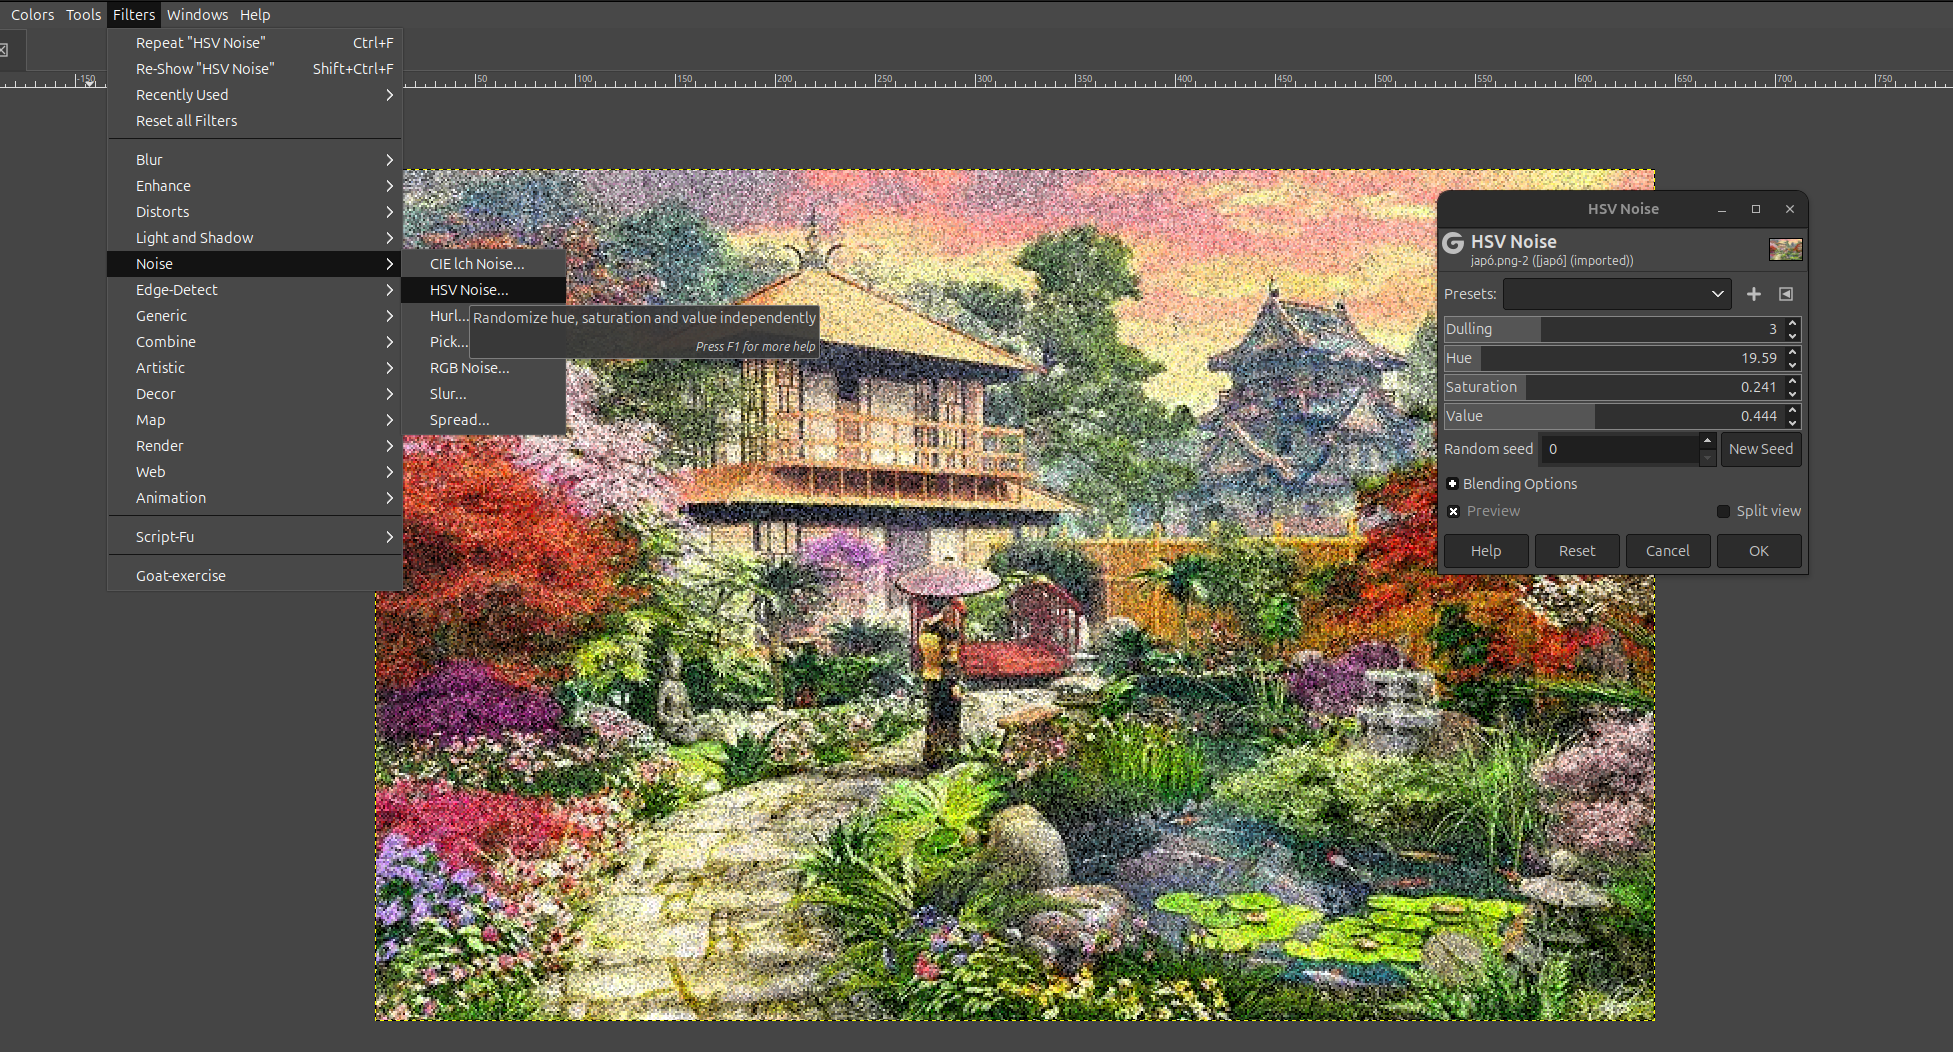 Colors Tools Filters Windows Help
Repeat "HSV Noise" Ctrl+F
Re-Show "HSV Noise" Shift+Ctrl+F
Recently Used
Reset all Filters
Blur
Enhance
Distorts
Light and Shadow
Noise
Edge-Detect
Generic
Combine
Artistic
Decor
Map
Render
Web
Animation
Script-Fu
Goat-exercise
CIE lch Noise...
HSV Noise...
Hurl...
Pick...
RGB Noise...
Slur...
Spread...
Randomize hue, saturation and value independently
Press F1 for more help
-150 50 100 150 200 250 300 350 400 450 500 550 600 650 700 750
HSV Noise
HSV Noise
japó.png-2 ([japó] (imported))
Presets:
Dulling 3
Hue 19.59
Saturation 0.241
Value 0.444
Random seed 0 New Seed
Blending Options
Preview Split view
Help Reset Cancel OK